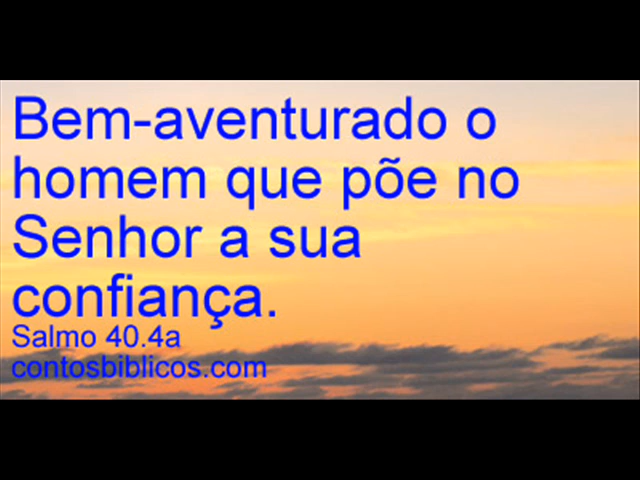 Bem-aventurado o
homem que põe no
Senhor a sua
confiança.
Salmo 40.4a
contosbiblicos.com